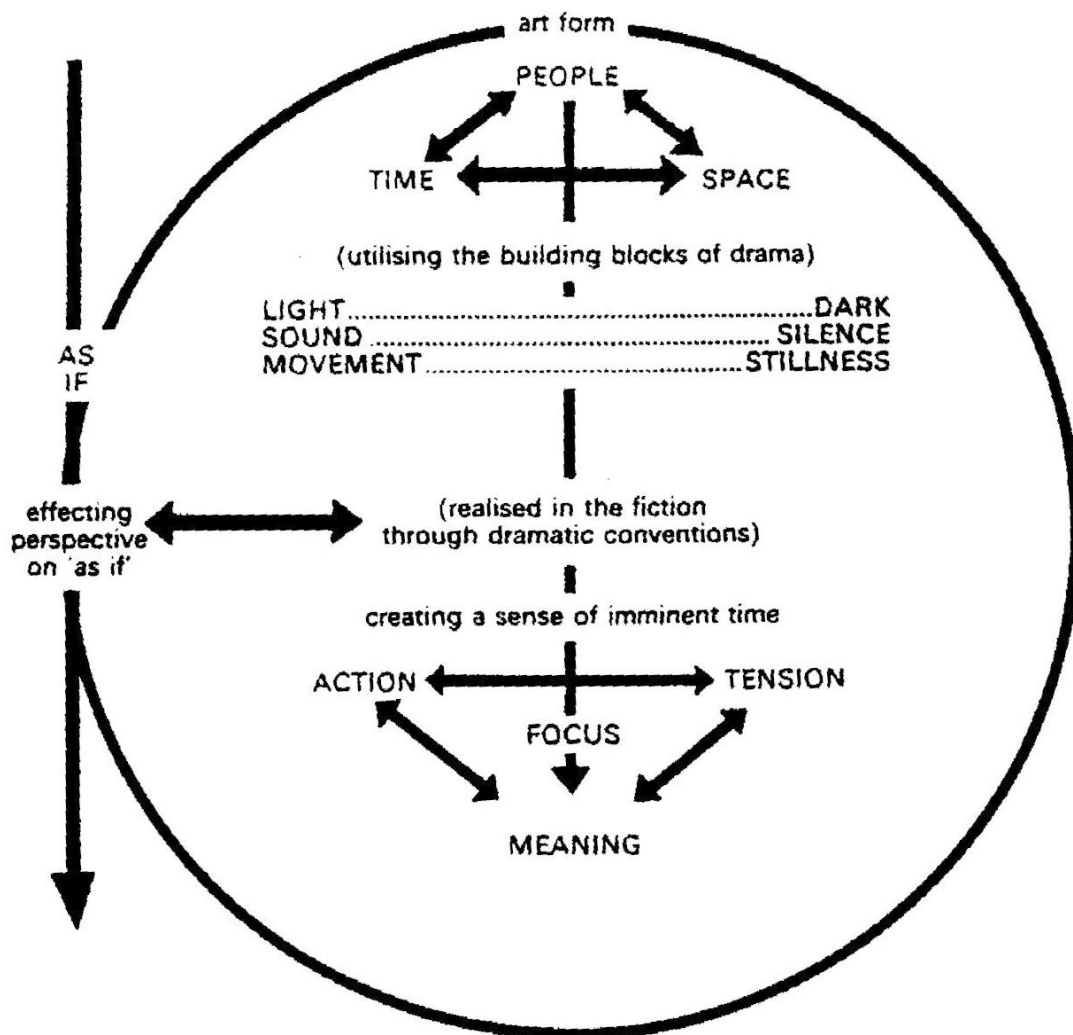 art form
PEOPLE
TIME SPACE
(utilising the building blocks of drama)
LIGHT........................................................................DARK
SOUND ............................................................. SILENCE
MOVEMENT..................................................STILLNESS
AS
IF
effecting
perspective
on 'as if'
(realised in the fiction
through dramatic conventions)
creating a sense of imminent time
ACTION TENSION
FOCUS
MEANING